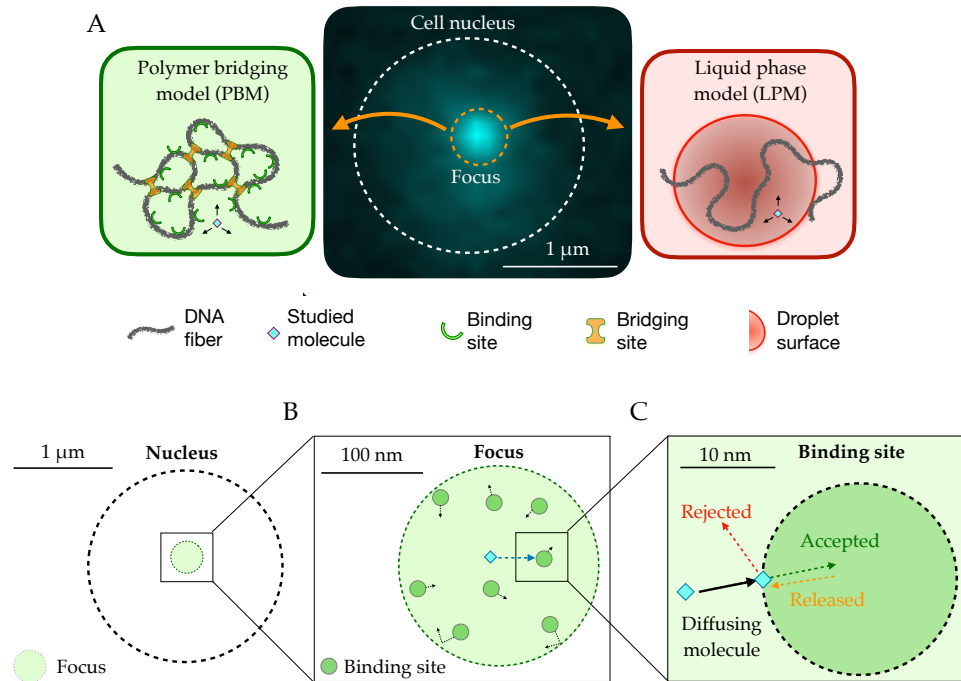 A
Polymer bridging
model (PBM)
Cell nucleus
Focus
1 μm
Liquid phase
model (LPM)
DNA
fiber
Studied
molecule
Binding
site
Bridging
site
Droplet
surface
B
C
1 μm
Nucleus
Focus
100 nm
Focus
Binding site
10 nm
Binding site
Rejected
Accepted
Released
Diffusing
molecule